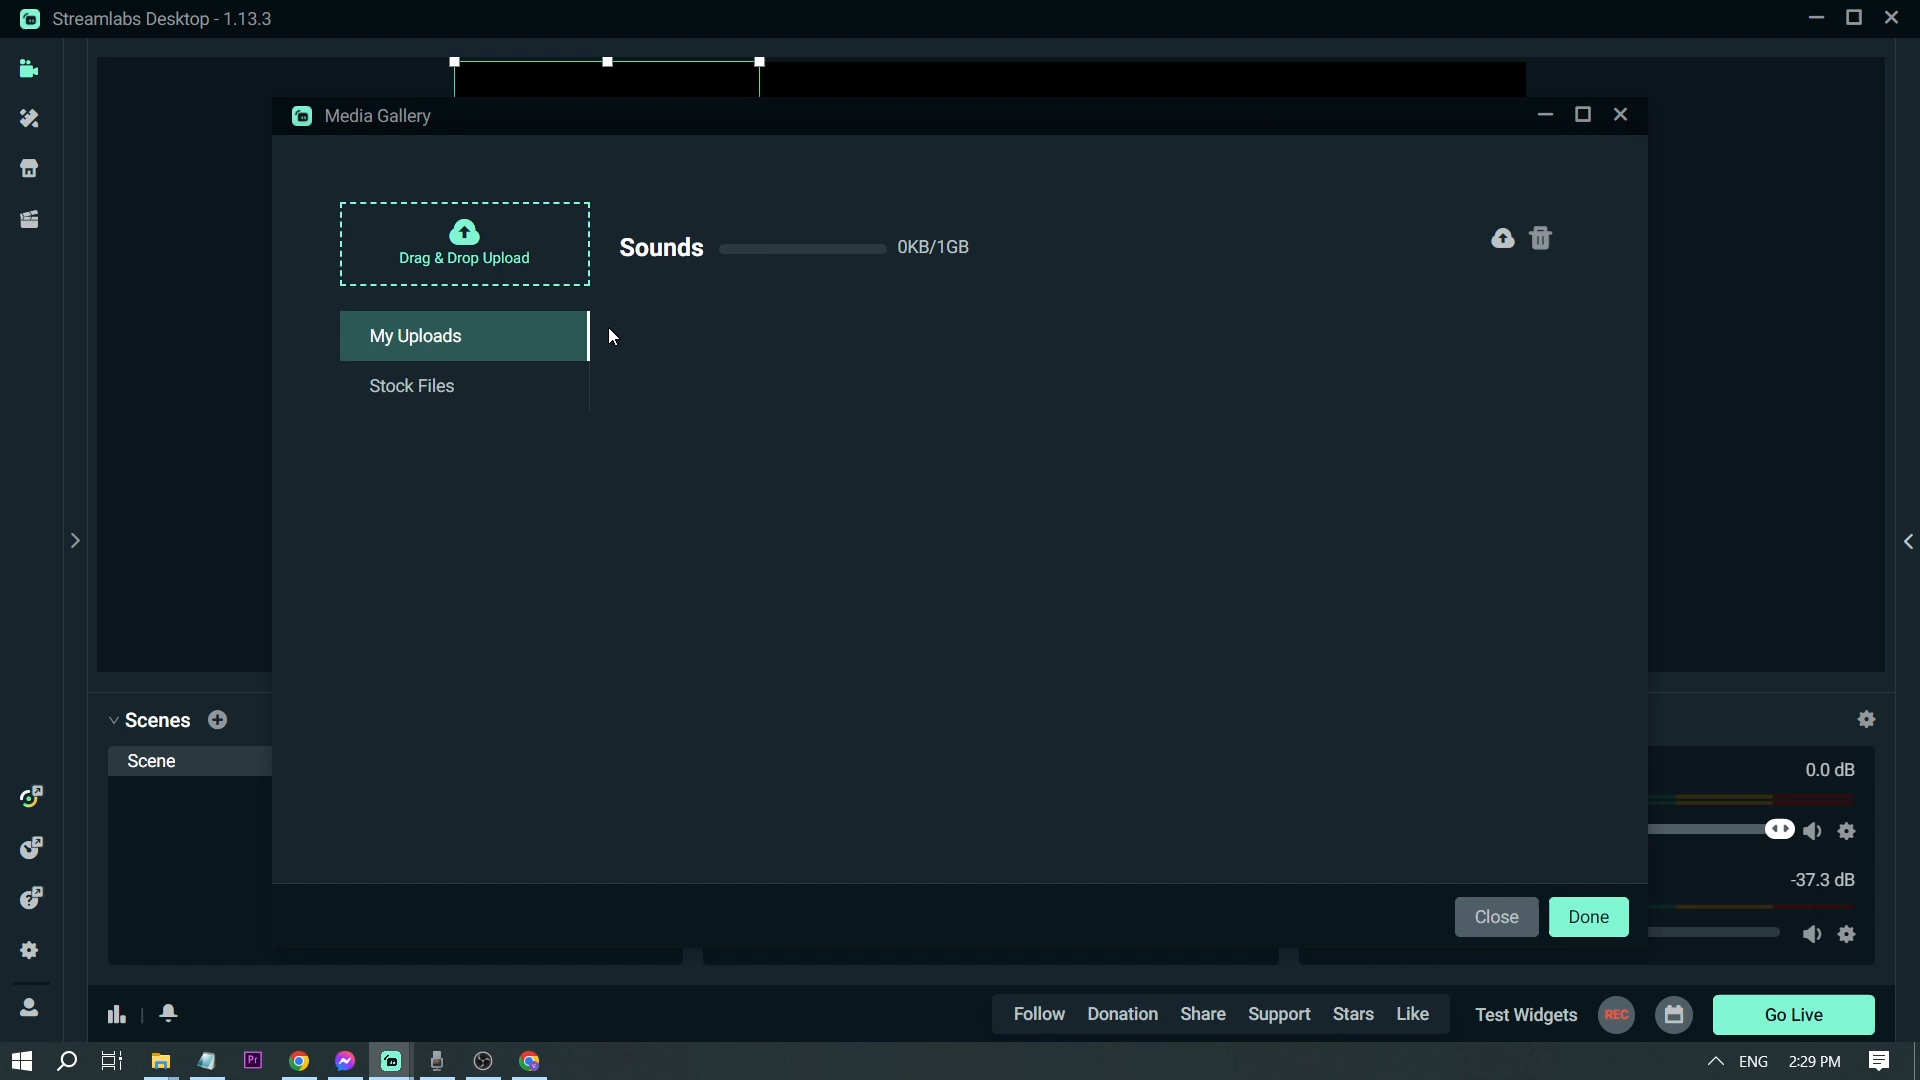 Streamlabs Desktop - 1.13.3
Media Gallery
Drag & Drop Upload
Sounds 0KB/1GB
My Uploads
Stock Files
Scenes
Scene
0.0 dB
-37.3 dB
Close Done
Follow Donation Share Support Stars Like Test Widgets REC Go Live
Pr ENG 2:29 PM